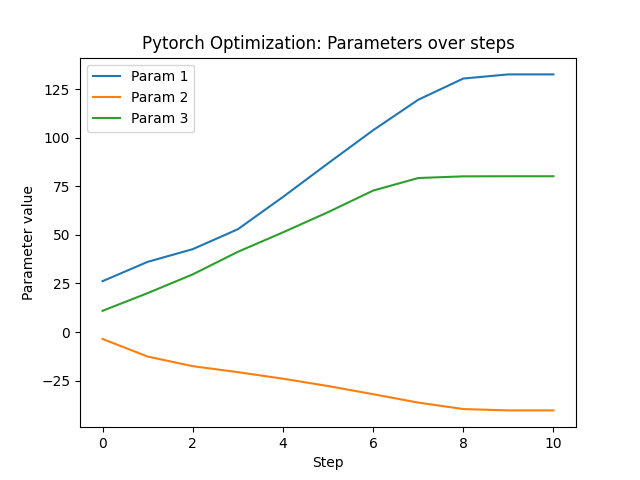 Pytorch Optimization: Parameters over steps
Param 1
Param 2
Param 3
Parameter value
125
100
75
50
25
0
−25
0 2 4 6 8 10
Step